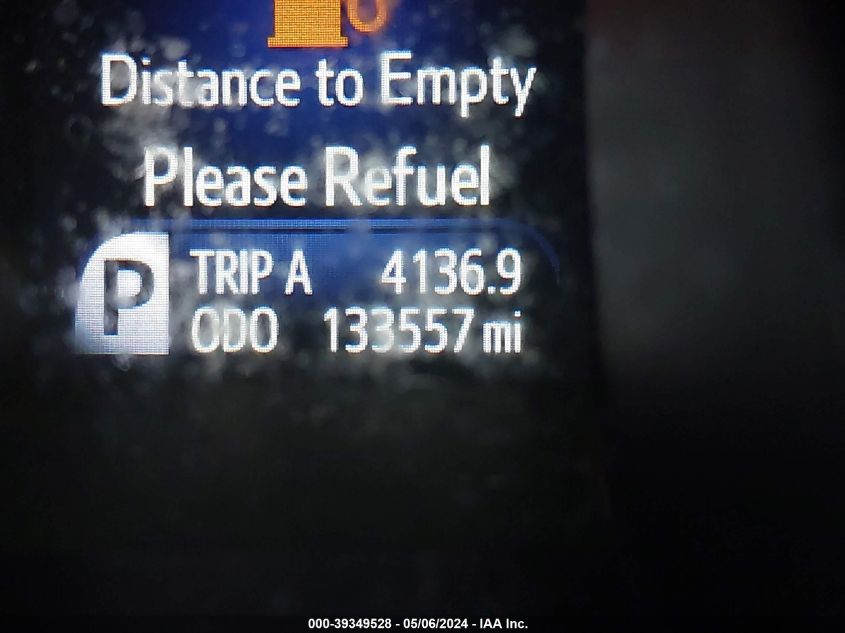 Distance to Empty
Please Refuel
P TRIP A 4136.9
ODO 133557 mi
000-39349528 - 05/06/2024 - IAA Inc.